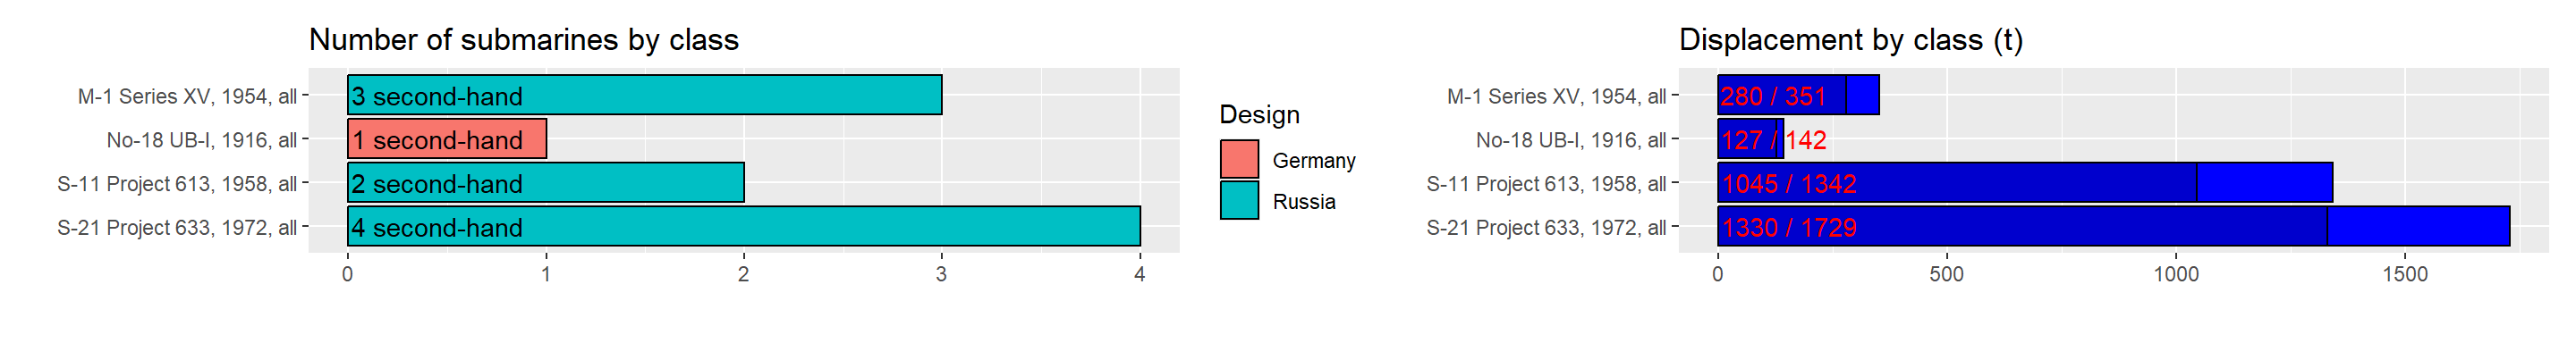 Number of submarines by class
M-1 Series XV, 1954, all
3 second-hand
No-18 UB-I, 1916, all
1 second-hand
S-11 Project 613, 1958, all
2 second-hand
S-21 Project 633, 1972, all
4 second-hand
0 1 2 3 4
Design
Germany
Russia
Displacement by class (t)
M-1 Series XV, 1954, all
280 / 351
No-18 UB-I, 1916, all
127 / 142
S-11 Project 613, 1958, all
1045 / 1342
S-21 Project 633, 1972, all
1330 / 1729
0 500 1000 1500